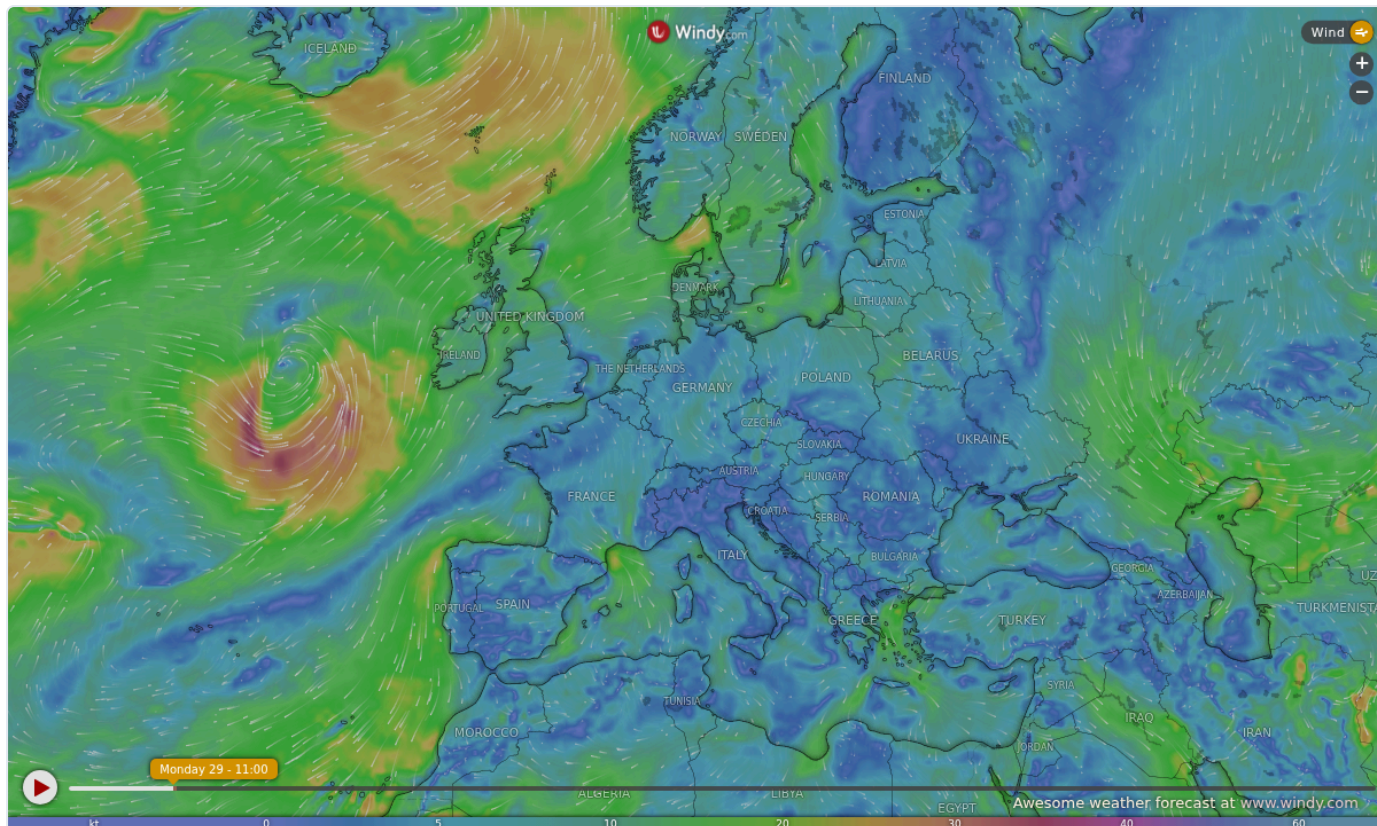 ICELAND
Windy.com
Wind
+
−
FINLAND
NORWAY
SWEDEN
ESTONIA
LATVIA
DENMARK
LITHUANIA
UNITED KINGDOM
IRELAND
BELARUS
THE NETHERLANDS
POLAND
GERMANY
CZECHIA
UKRAINE
SLOVAKIA
AUSTRIA
HUNGARY
FRANCE
ROMANIA
CROATIA
SERBIA
ITALY
BULGARIA
GEORGIA
UZ
AZERBAIJAN
SPAIN
PORTUGAL
TURKMENISTA
GREECE
TURKEY
SYRIA
TUNISIA
IRAQ
MOROCCO
IRAN
JORDAN
Monday 29 - 11:00
ALGERIA
LIBYA
EGYPT
Awesome weather forecast at www.windy.com
kt 0 5 10 20 30 40 60